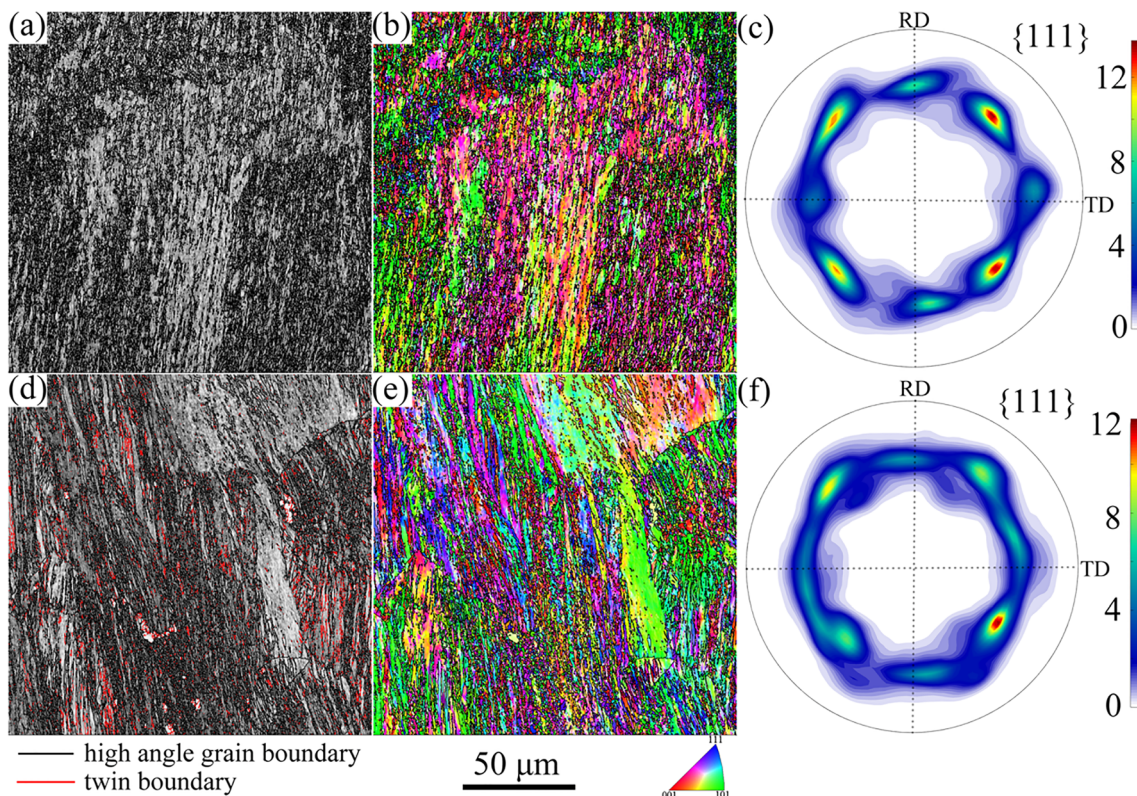 (a)
(b)
(c)
RD
{111}
TD
12
8
4
0
(d)
(e)
(f)
RD
{111}
TD
12
8
4
0
high angle grain boundary
twin boundary
50 μm
111
001
101